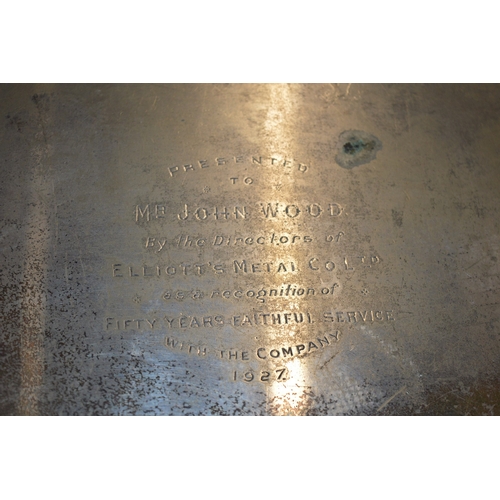 PRESENTED
TO
MR JOHN WOOD
By the Directors of
ELLIOTT'S METAL CO LTD
as a recognition of
FIFTY YEARS FAITHFUL SERVICE
WITH THE COMPANY
1927